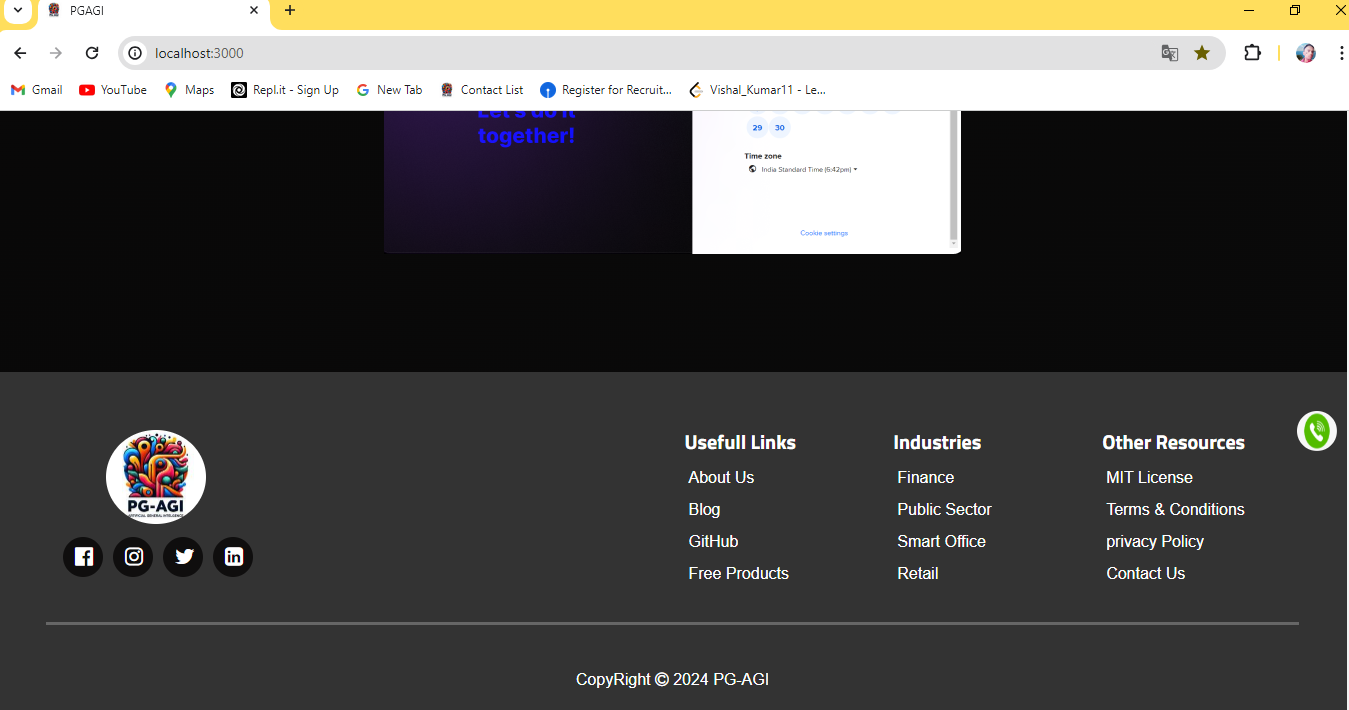 PGAGI
localhost:3000
Gmail YouTube Maps Repl.it - Sign Up New Tab Contact List Register for Recruit... Vishal_Kumar11 - Le...
Let's do it
together!
29 30
Time zone
India Standard Time (6:42pm)
Cookie settings
PG-AGI
ARTIFICIAL GENERAL INTELIGENCE
Usefull Links Industries Other Resources
About Us Finance MIT License
Blog Public Sector Terms & Conditions
GitHub Smart Office privacy Policy
Free Products Retail Contact Us
CopyRight © 2024 PG-AGI